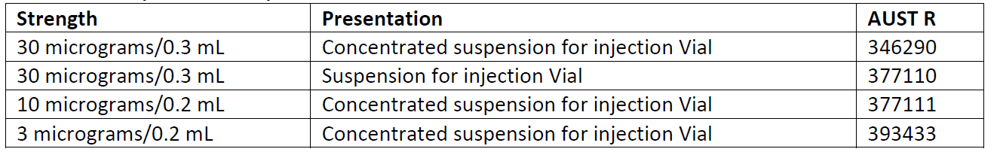 Strength Presentation AUST R
30 micrograms/0.3 mL Concentrated suspension for injection Vial 346290
30 micrograms/0.3 mL Suspension for injection Vial 377110
10 micrograms/0.2 mL Concentrated suspension for injection Vial 377111
3 micrograms/0.2 mL Concentrated suspension for injection Vial 393433